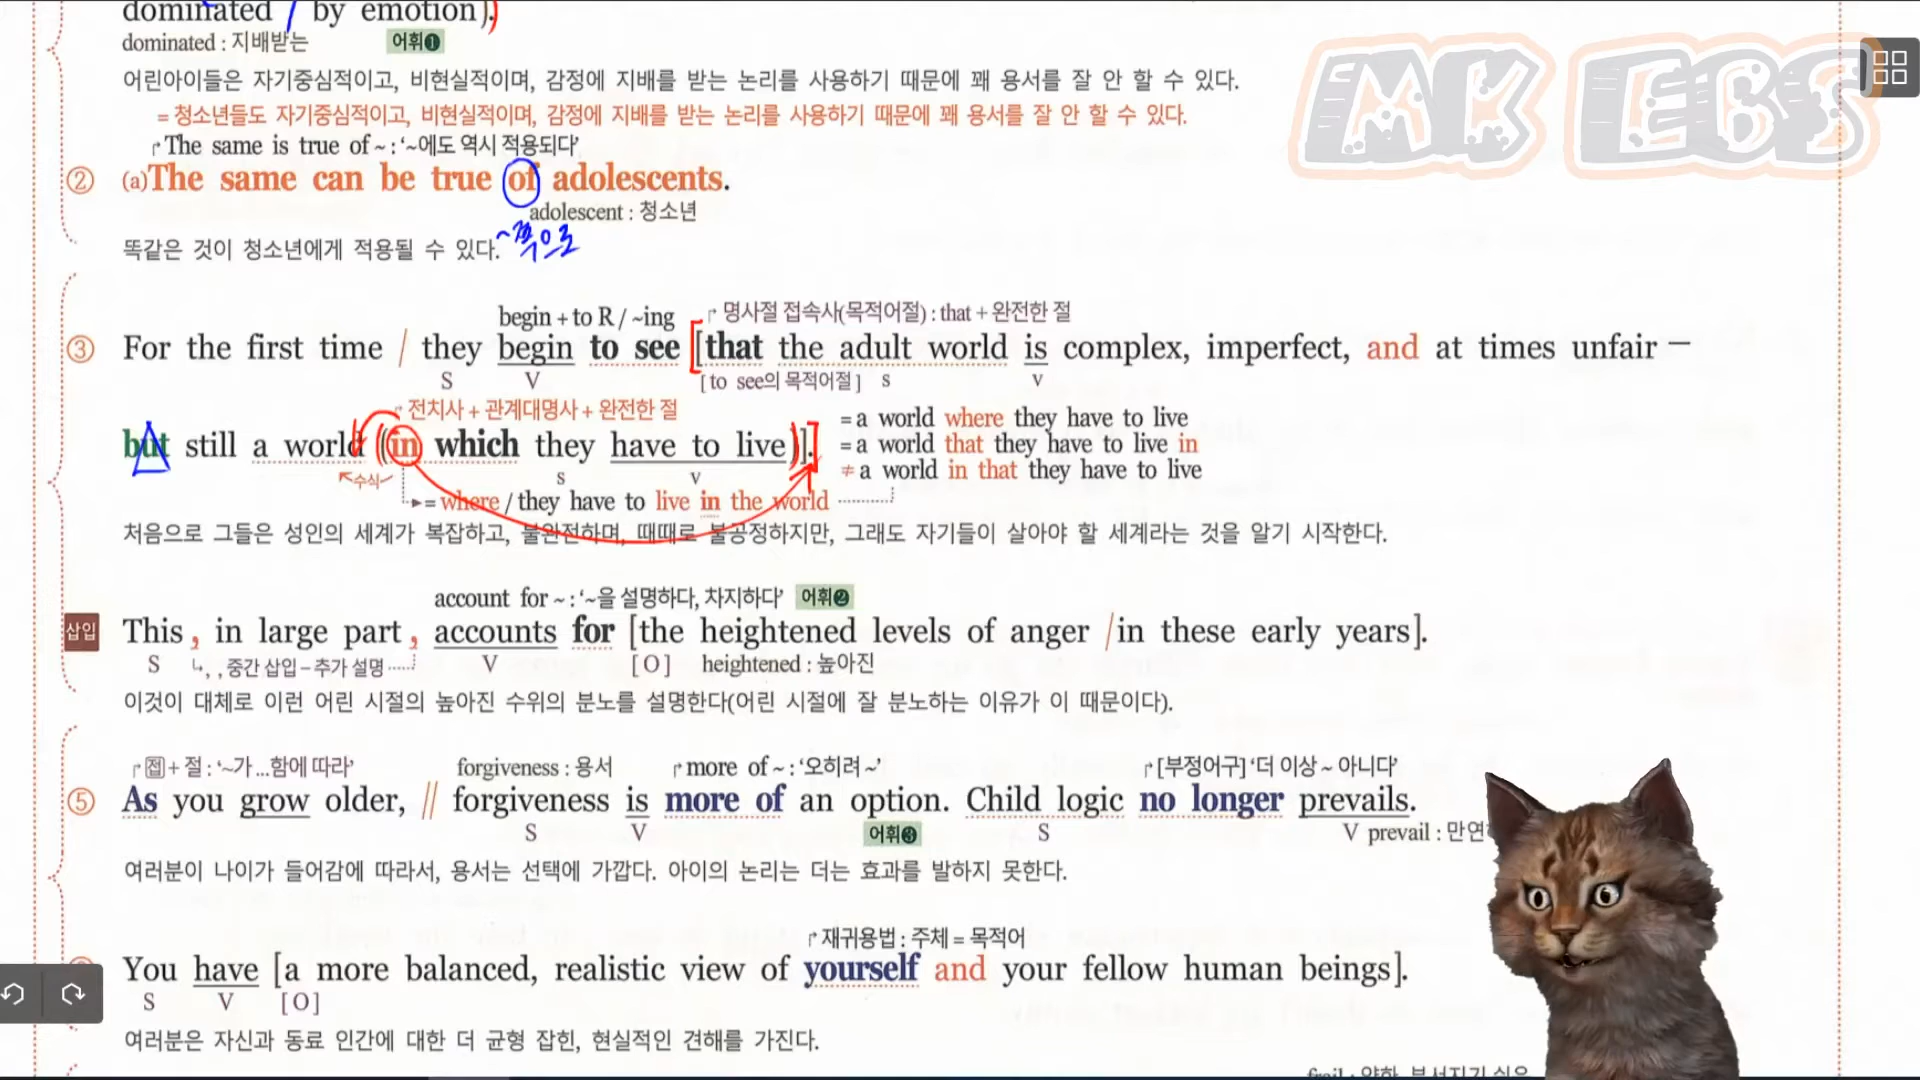 dominated / by emotion).
dominated : 지배받는 어휘❶
어린아이들은 자기중심적이고, 비현실적이며, 감정에 지배를 받는 논리를 사용하기 때문에 꽤 용서를 잘 안 할 수 있다.
= 청소년들도 자기중심적이고, 비현실적이며, 감정에 지배를 받는 논리를 사용하기 때문에 꽤 용서를 잘 안 할 수 있다.
MK EBS
The same is true of ~ : ‘~에도 역시 적용되다’
② (a)The same can be true of adolescents.
adolescent : 청소년
똑같은 것이 청소년에게 적용될 수 있다. ~쪽으로
begin + to R / ~ing 명사절 접속사(목적어절) : that + 완전한 절
③ For the first time / they begin to see [that the adult world is complex, imperfect, and at times unfair —
S V [to see의 목적어절] s v
전치사 + 관계대명사 + 완전한 절
= a world where they have to live
but still a world (in which they have to live)].
= a world that they have to live in
≠ a world in that they have to live
수식 s v
= where / they have to live in the world
처음으로 그들은 성인의 세계가 복잡하고, 불완전하며, 때때로 불공정하지만, 그래도 자기들이 살아야 할 세계라는 것을 알기 시작한다.
account for ~ : ‘~을 설명하다, 차지하다’ 어휘❷
삽입 This, in large part, accounts for [the heightened levels of anger / in these early years].
S , , 중간 삽입 – 추가 설명 V [O] heightened : 높아진
이것이 대체로 이런 어린 시절의 높아진 수위의 분노를 설명한다(어린 시절에 잘 분노하는 이유가 이 때문이다).
접 + 절 : ‘~가 ...함에 따라’ forgiveness : 용서 more of ~ : ‘오히려 ~’ [부정어구] ‘더 이상 ~ 아니다’
⑤ As you grow older, // forgiveness is more of an option. Child logic no longer prevails.
S V 어휘❸ S V prevail : 만연
여러분이 나이가 들어감에 따라서, 용서는 선택에 가깝다. 아이의 논리는 더는 효과를 발하지 못한다.
재귀용법 : 주체 = 목적어
You have [a more balanced, realistic view of yourself and your fellow human beings].
S V [O]
여러분은 자신과 동료 인간에 대한 더 균형 잡힌, 현실적인 견해를 가진다.
frail : 약한, 부서지기 쉬운